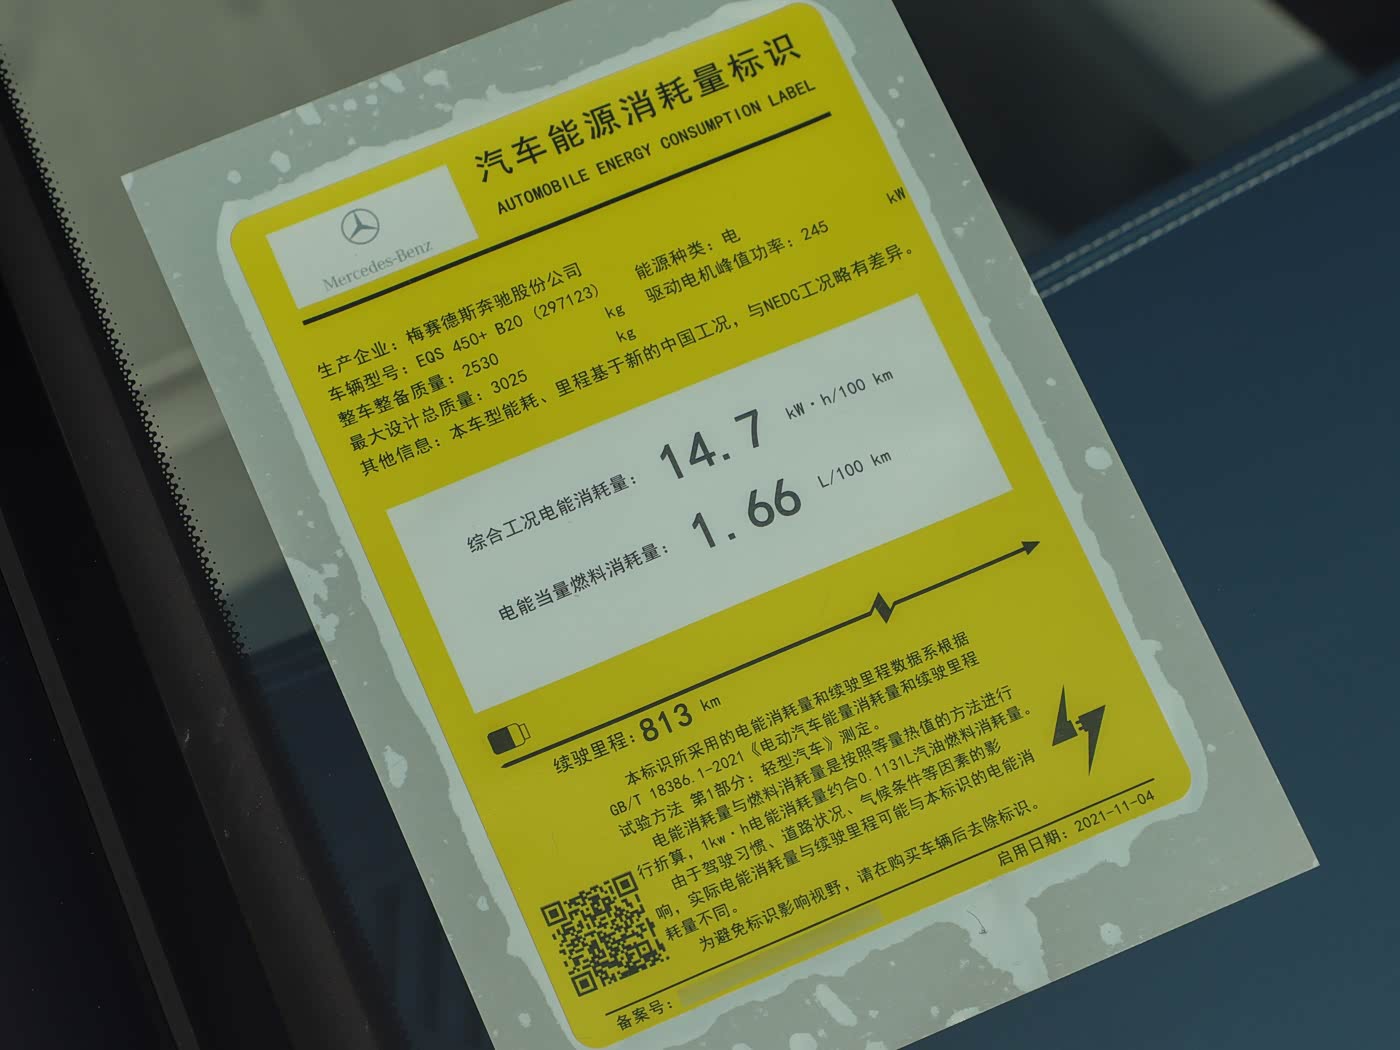 汽车能源消耗量标识
AUTOMOBILE ENERGY CONSUMPTION LABEL
Mercedes-Benz
生产企业：梅赛德斯奔驰股份公司
能源种类：电
车辆型号：EQS 450+ B20 (297123)
驱动电机峰值功率：245 kW
整车整备质量：2530 kg
最大设计总质量：3025 kg
其他信息：本车型能耗、里程基于新的中国工况，与NEDC工况略有差异。
综合工况电能消耗量：14.7 kW·h/100 km
电能当量燃料消耗量：1.66 L/100 km
续驶里程：813 km
本标识所采用的电能消耗量和续驶里程数据系根据
GB/T 18386.1-2021《电动汽车能量消耗量和续驶里程
试验方法 第1部分：轻型汽车》测定。
电能消耗量与燃料消耗量是按照等量热值的方法进行
行折算，1kw·h电能消耗量约合0.1131L汽油燃料消耗量。
由于驾驶习惯、道路状况、气候条件等因素的影
响，实际电能消耗量与续驶里程可能与本标识的电能消
耗量不同。
为避免标识影响视野，请在购买车辆后去除标识。
备案号：
启用日期：2021-11-04